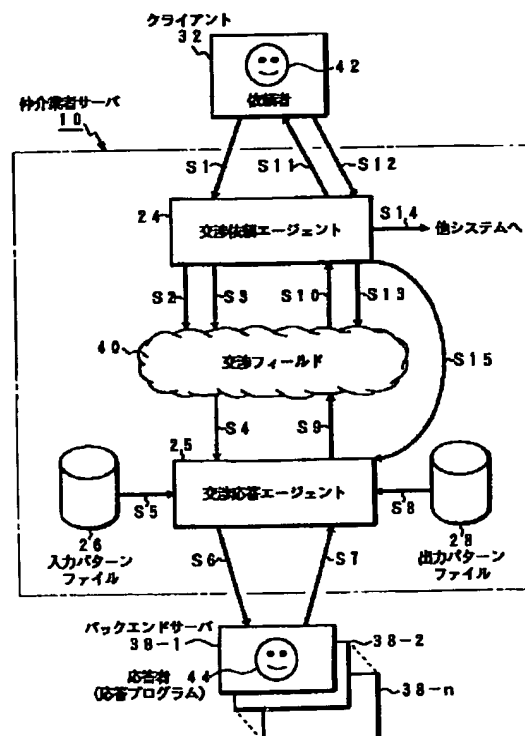 クライアント
32
42
依頼者
仲介業者サーバ
10
S1
S11
S12
24
交渉依頼エージェント
S14
他システムへ
S2
S3
S10
S13
40
交渉フィールド
S15
S4
S9
25
交渉応答エージェント
S5
S8
26
入力パターン
ファイル
28
出力パターン
ファイル
S6
S7
バックエンドサーバ
38-1
38-2
応答者 44
(応答プログラム)
38-n